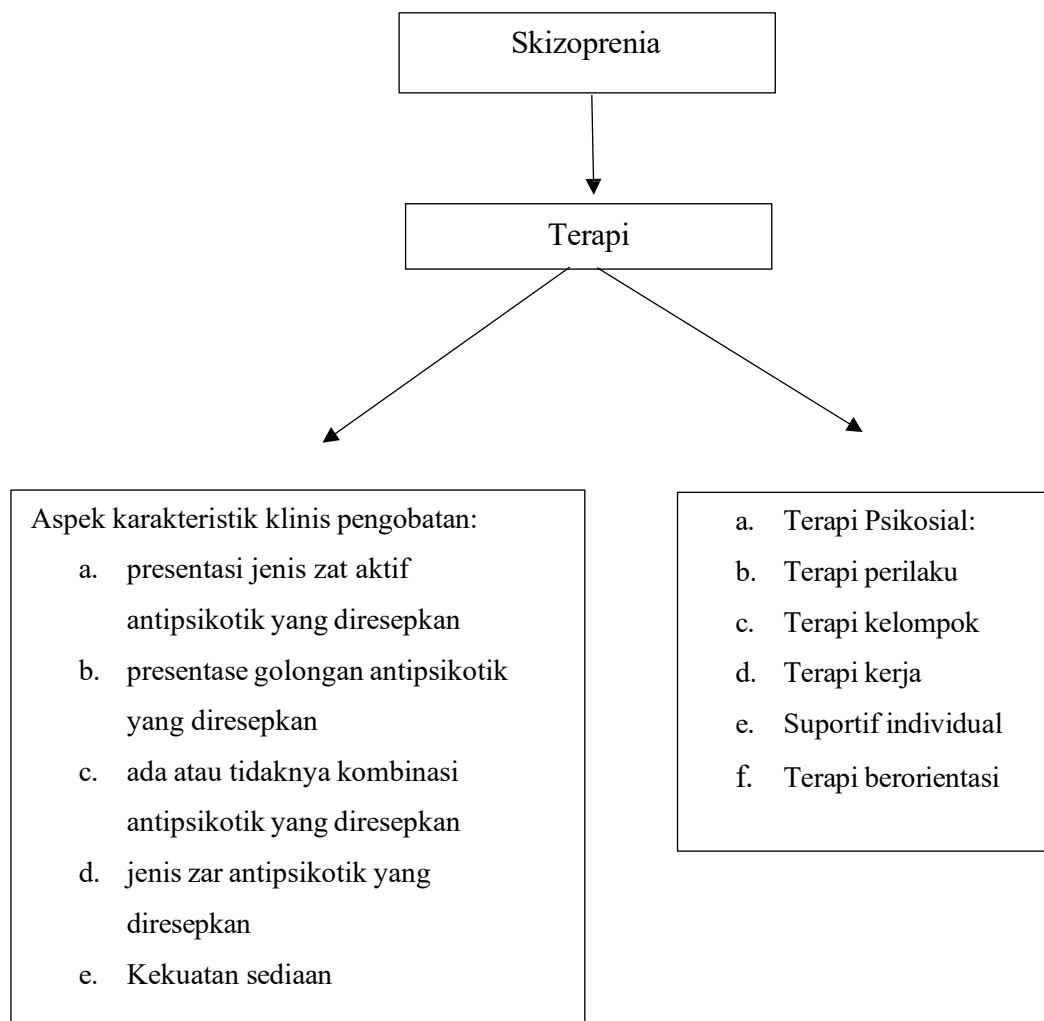 Skizoprenia
Terapi
Aspek karakteristik klinis pengobatan:
a. presentasi jenis zat aktif
antipsikotik yang diresepkan
b. presentase golongan antipsikotik
yang diresepkan
c. ada atau tidaknya kombinasi
antipsikotik yang diresepkan
d. jenis zar antipsikotik yang
diresepkan
e. Kekuatan sediaan
a. Terapi Psikosial:
b. Terapi perilaku
c. Terapi kelompok
d. Terapi kerja
e. Suportif individual
f. Terapi berorientasi